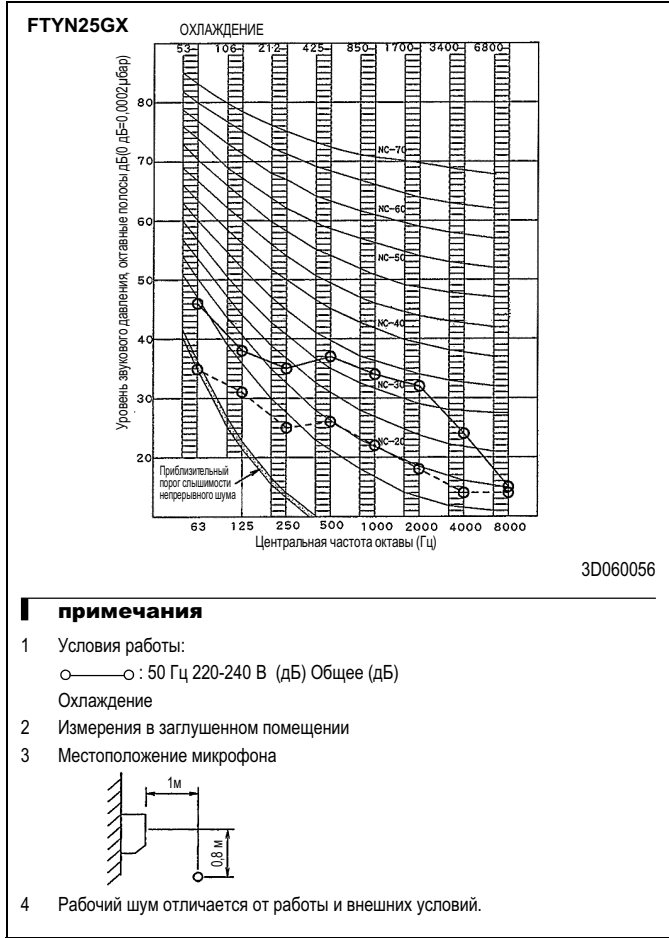 FTYN25GX
ОХЛАЖДЕНИЕ
53 106 212 425 850 1700 3400 6800
Уровень звукового давления, октавные полосы дБ(0 дБ=0,0002µбар)
80
70
60
50
40
30
20
NC-70
NC-60
NC-50
NC-40
NC-30
NC-20
Приблизительный
порог слышимости
непрерывного шума
63 125 250 500 1000 2000 4000 8000
Центральная частота октавы (Гц)
3D060056
примечания
1 Условия работы:
: 50 Гц 220-240 В (дБ) Общее (дБ)
Охлаждение
2 Измерения в заглушенном помещении
3 Местоположение микрофона
1м
0,8 м
4 Рабочий шум отличается от работы и внешних условий.